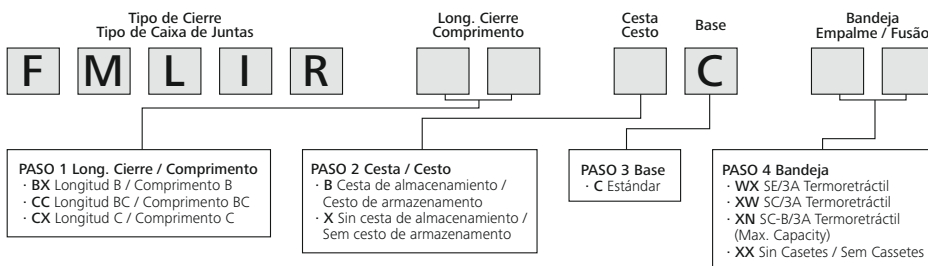 Tipo de Cierre
Tipo de Caixa de Juntas
Long. Cierre
Comprimento
Cesta
Cesto
Base
Bandeja
Empalme / Fusão
F M L I R C
PASO 1 Long. Cierre / Comprimento
· BX Longitud B / Comprimento B
· CC Longitud BC / Comprimento BC
· CX Longitud C / Comprimento C
PASO 2 Cesta / Cesto
· B Cesta de almacenamiento /
Cesto de armazenamento
· X Sin cesta de almacenamiento /
Sem cesto de armazenamento
PASO 3 Base
· C Estándar
PASO 4 Bandeja
· WX SE/3A Termoretráctil
· XW SC/3A Termoretráctil
· XN SC-B/3A Termoretráctil
(Max. Capacity)
· XX Sin Casetes / Sem Cassetes